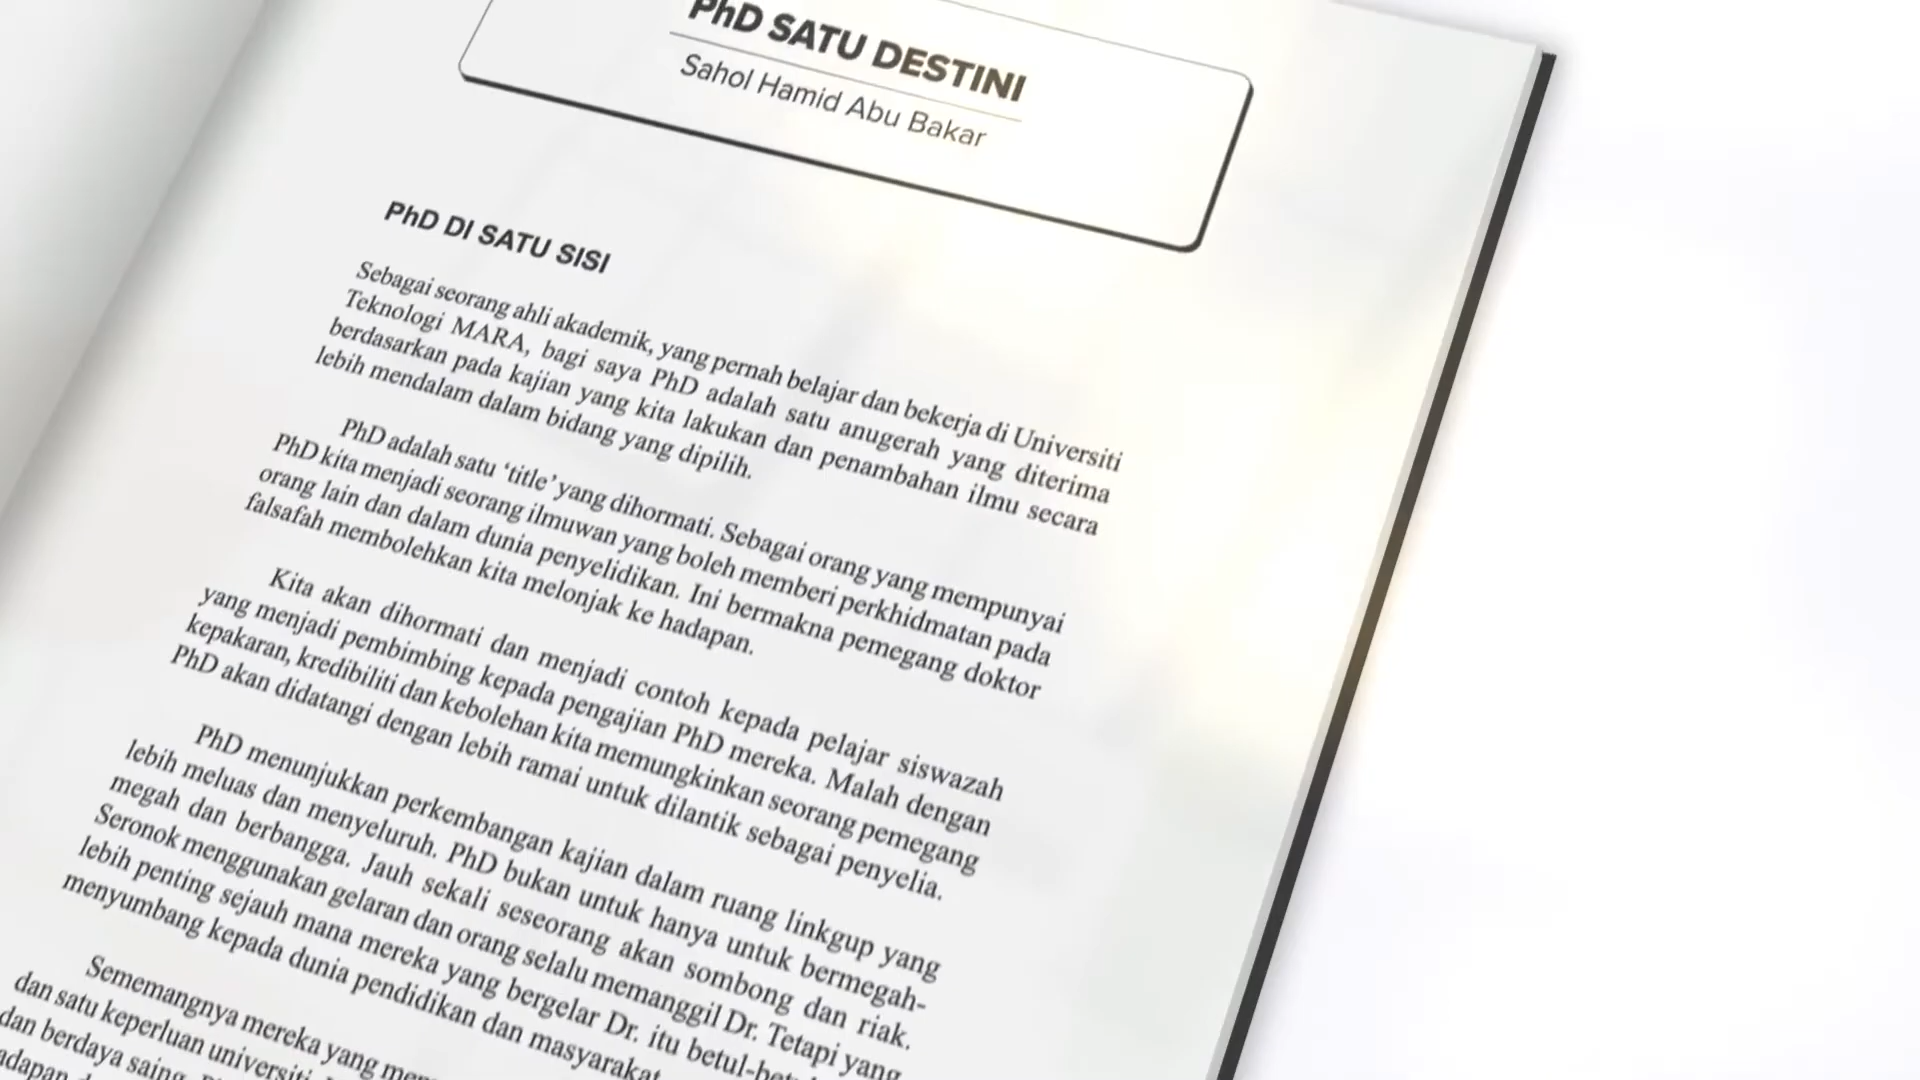 PhD SATU DESTINI
Sahol Hamid Abu Bakar
PhD DI SATU SISI
Sebagai seorang ahli akademik, yang pernah belajar dan bekerja di Universiti
Teknologi MARA, bagi saya PhD adalah satu anugerah yang diterima
berdasarkan pada kajian yang kita lakukan dan penambahan ilmu secara
lebih mendalam dalam bidang yang dipilih.
PhD adalah satu ‘title’ yang dihormati. Sebagai orang yang mempunyai
PhD kita menjadi seorang ilmuwan yang boleh memberi perkhidmatan pada
orang lain dan dalam dunia penyelidikan. Ini bermakna pemegang doktor
falsafah membolehkan kita melonjak ke hadapan.
Kita akan dihormati dan menjadi contoh kepada pelajar siswazah
yang menjadi pembimbing kepada pengajian PhD mereka. Malah dengan
kepakaran, kredibiliti dan kebolehan kita memungkinkan seorang pemegang
PhD akan didatangi dengan lebih ramai untuk dilantik sebagai penyelia.
PhD menunjukkan perkembangan kajian dalam ruang linkgup yang
lebih meluas dan menyeluruh. PhD bukan untuk hanya untuk bermegah-
megah dan berbangga. Jauh sekali seseorang akan sombong dan riak.
Seronok menggunakan gelaran dan orang selalu memanggil Dr. Tetapi yang
lebih penting sejauh mana mereka yang bergelar Dr. itu betul-
menyumbang kepada dunia pendidikan dan masyarakat
Sememangnya mereka yang
dan satu keperluan universiti.
dan berdaya saing.